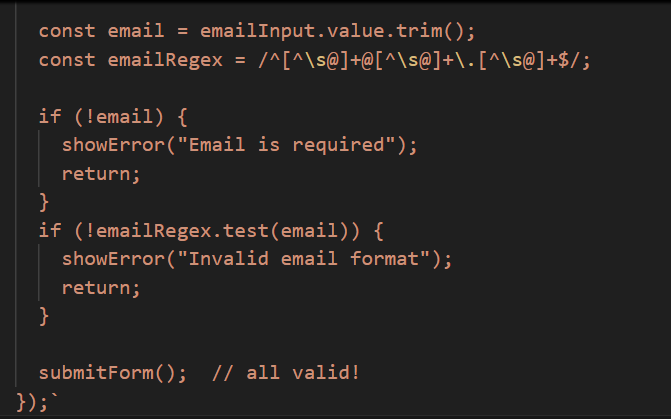 const email = emailInput.value.trim();
const emailRegex = /^[^\s@]+@[^\s@]+\.[^\s@]+$/;
if (!email) {
showError("Email is required");
return;
}
if (!emailRegex.test(email)) {
showError("Invalid email format");
return;
}
submitForm();  // all valid!
});`